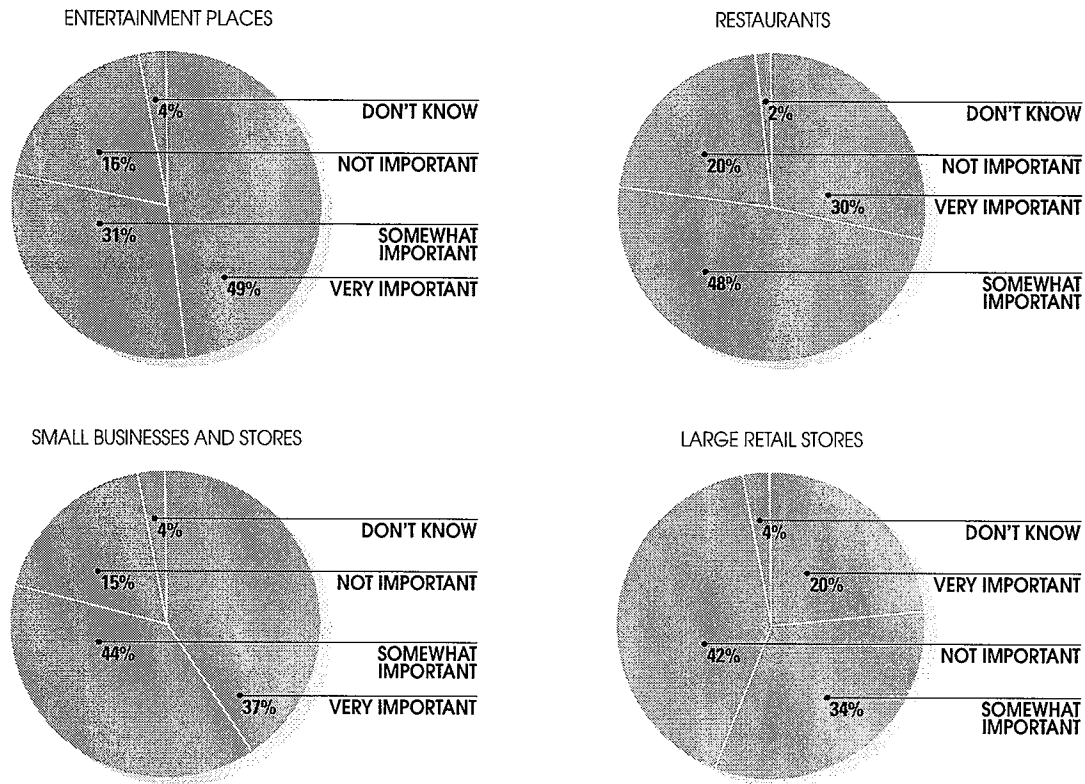 ENTERTAINMENT PLACES
4%
DON'T KNOW
16%
NOT IMPORTANT
31%
SOMEWHAT
IMPORTANT
49%
VERY IMPORTANT
RESTAURANTS
2%
DON'T KNOW
20%
NOT IMPORTANT
30%
VERY IMPORTANT
48%
SOMEWHAT
IMPORTANT
SMALL BUSINESSES AND STORES
4%
DON'T KNOW
15%
NOT IMPORTANT
44%
SOMEWHAT
IMPORTANT
37%
VERY IMPORTANT
LARGE RETAIL STORES
4%
DON'T KNOW
20%
VERY IMPORTANT
42%
NOT IMPORTANT
34%
SOMEWHAT
IMPORTANT